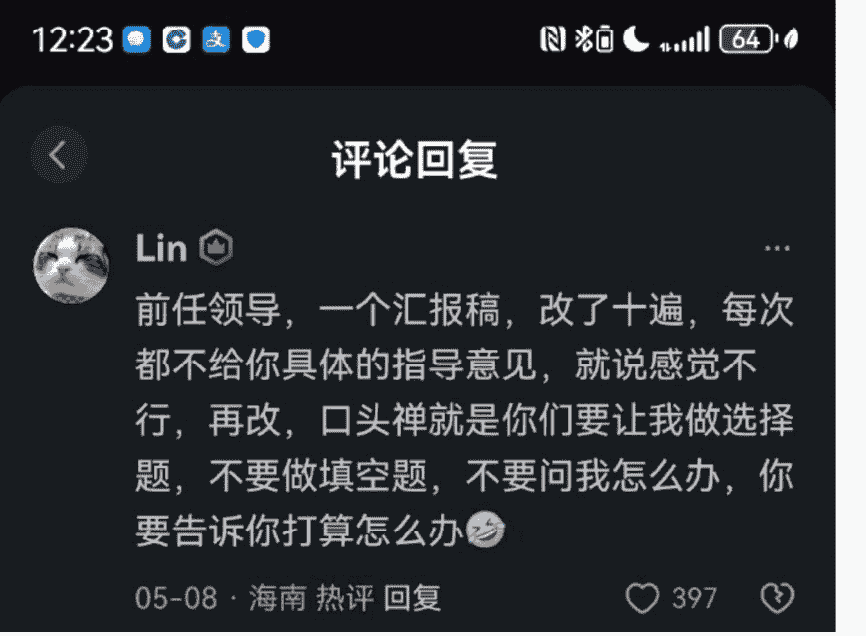 12:23
64
评论回复
Lin
前任领导，一个汇报稿，改了十遍，每次
都不给你具体的指导意见，就说感觉不
行，再改，口头禅就是你们要让我做选择
题，不要做填空题，不要问我怎么办，你
要告诉你打算怎么办
05-08 · 海南 热评 回复
397